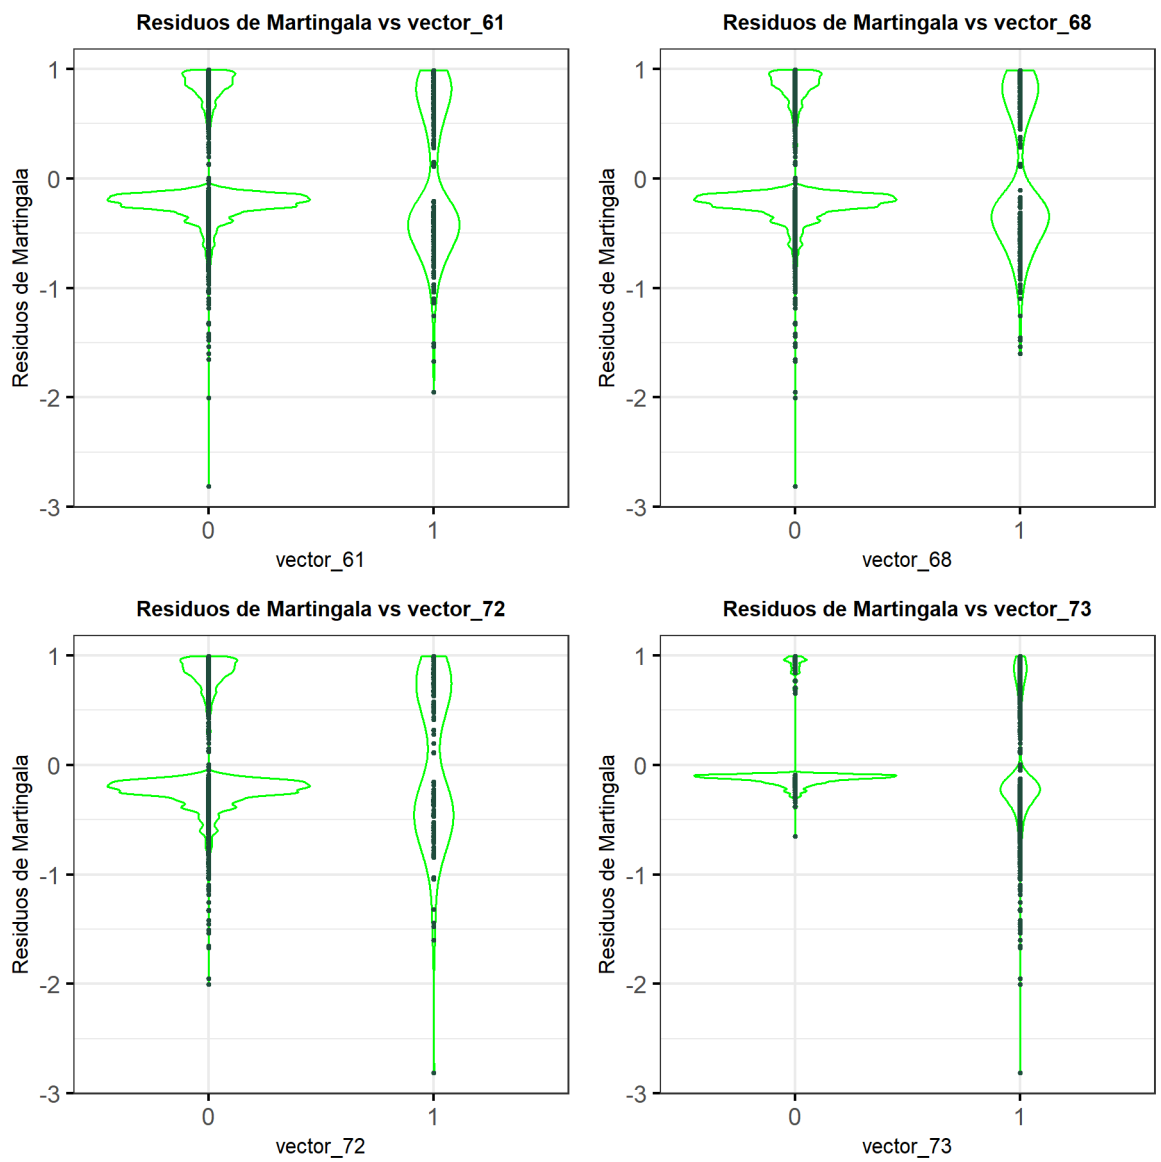 Residuos de Martingala vs vector_61
Residuos de Martingala
1
0
-1
-2
-3
0
1
vector_61
Residuos de Martingala vs vector_68
Residuos de Martingala
1
0
-1
-2
-3
0
1
vector_68
Residuos de Martingala vs vector_72
Residuos de Martingala
1
0
-1
-2
-3
0
1
vector_72
Residuos de Martingala vs vector_73
Residuos de Martingala
1
0
-1
-2
-3
0
1
vector_73